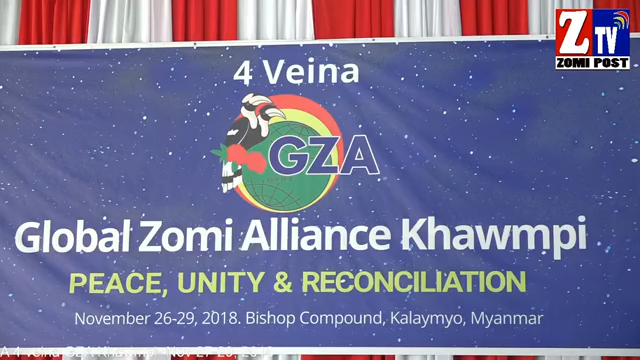 Z TV
ZOMI POST
4 Veina
GZA
Global Zomi Alliance Khawmpi
PEACE, UNITY & RECONCILIATION
November 26-29, 2018. Bishop Compound, Kalaymyo, Myanmar